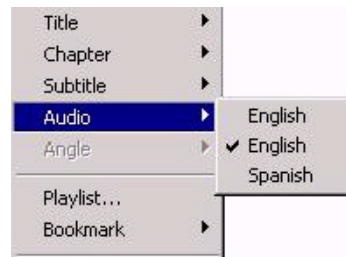 Title
Chapter
Subtitle
Audio
Angle
Playlist...
Bookmark
English
English
Spanish